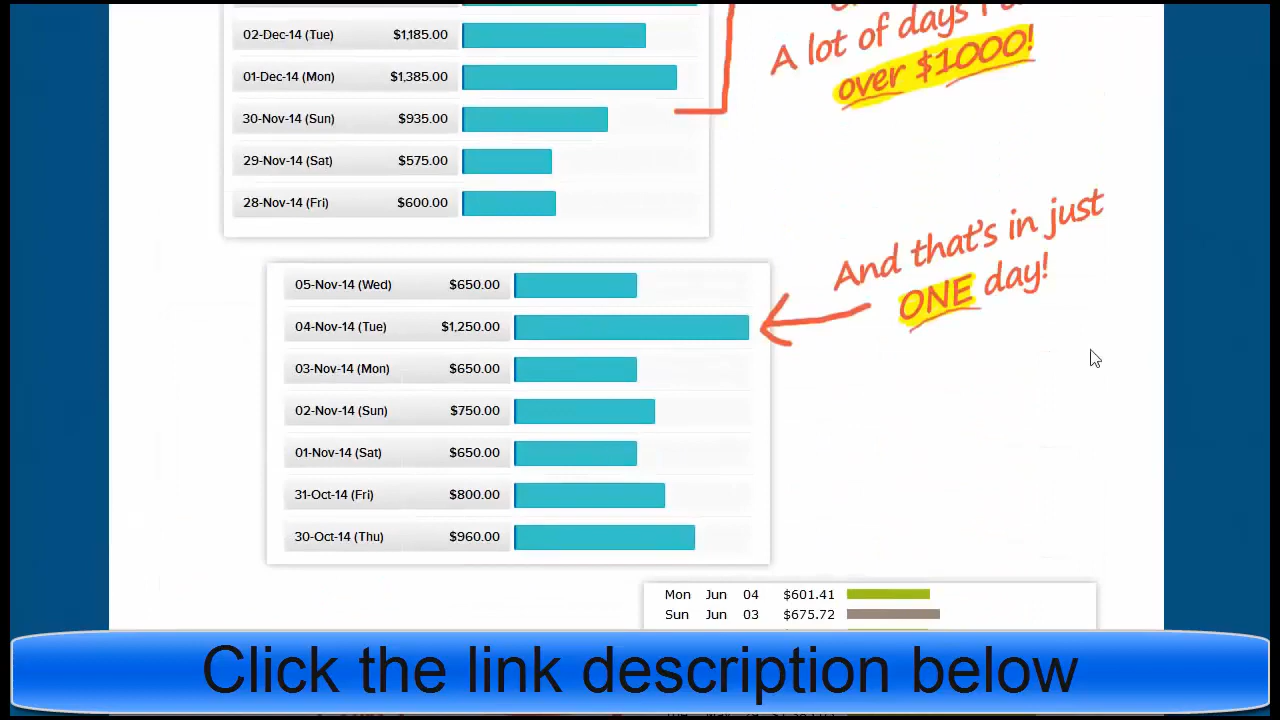 02-Dec-14 (Tue) $1,185.00
01-Dec-14 (Mon) $1,385.00
30-Nov-14 (Sun) $935.00
29-Nov-14 (Sat) $575.00
28-Nov-14 (Fri) $600.00
A lot of days I
over $1000!
05-Nov-14 (Wed) $650.00
04-Nov-14 (Tue) $1,250.00
03-Nov-14 (Mon) $650.00
02-Nov-14 (Sun) $750.00
01-Nov-14 (Sat) $650.00
31-Oct-14 (Fri) $800.00
30-Oct-14 (Thu) $960.00
And that's in just
ONE day!
Mon Jun 04 $601.41
Sun Jun 03 $675.72
Click the link description below